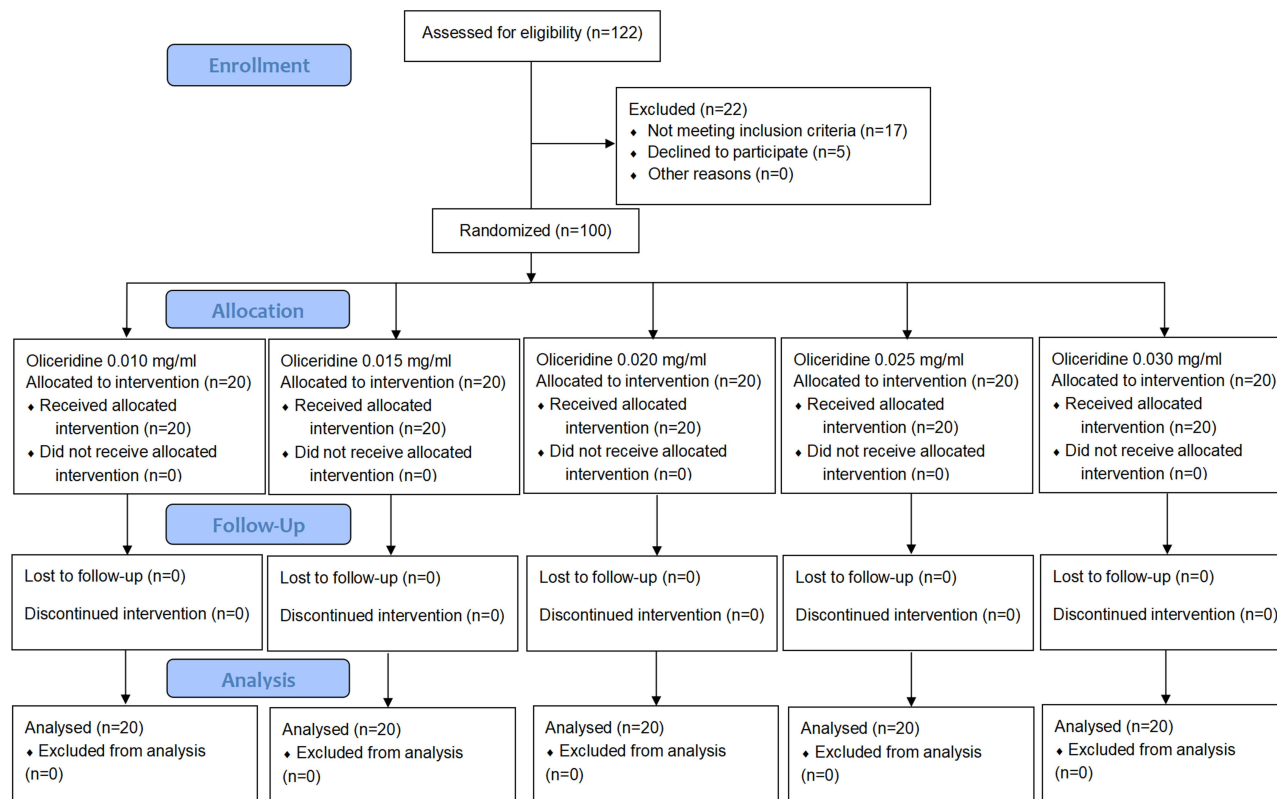 Assessed for eligibility (n=122)
Enrollment
Excluded (n=22)
♦ Not meeting inclusion criteria (n=17)
♦ Declined to participate (n=5)
♦ Other reasons (n=0)
Randomized (n=100)
Allocation
Oliceridine 0.010 mg/ml
Allocated to intervention (n=20)
♦ Received allocated
intervention (n=20)
♦ Did not receive allocated
intervention (n=0)
Oliceridine 0.015 mg/ml
Allocated to intervention (n=20)
♦ Received allocated
intervention (n=20)
♦ Did not receive allocated
intervention (n=0)
Oliceridine 0.020 mg/ml
Allocated to intervention (n=20)
♦ Received allocated
intervention (n=20)
♦ Did not receive allocated
intervention (n=0)
Oliceridine 0.025 mg/ml
Allocated to intervention (n=20)
♦ Received allocated
intervention (n=20)
♦ Did not receive allocated
intervention (n=0)
Oliceridine 0.030 mg/ml
Allocated to intervention (n=20)
♦ Received allocated
intervention (n=20)
♦ Did not receive allocated
intervention (n=0)
Follow-Up
Lost to follow-up (n=0)
Discontinued intervention (n=0)
Lost to follow-up (n=0)
Discontinued intervention (n=0)
Lost to follow-up (n=0)
Discontinued intervention (n=0)
Lost to follow-up (n=0)
Discontinued intervention (n=0)
Lost to follow-up (n=0)
Discontinued intervention (n=0)
Analysis
Analysed (n=20)
♦ Excluded from analysis
(n=0)
Analysed (n=20)
♦ Excluded from analysis
(n=0)
Analysed (n=20)
♦ Excluded from analysis
(n=0)
Analysed (n=20)
♦ Excluded from analysis
(n=0)
Analysed (n=20)
♦ Excluded from analysis
(n=0)